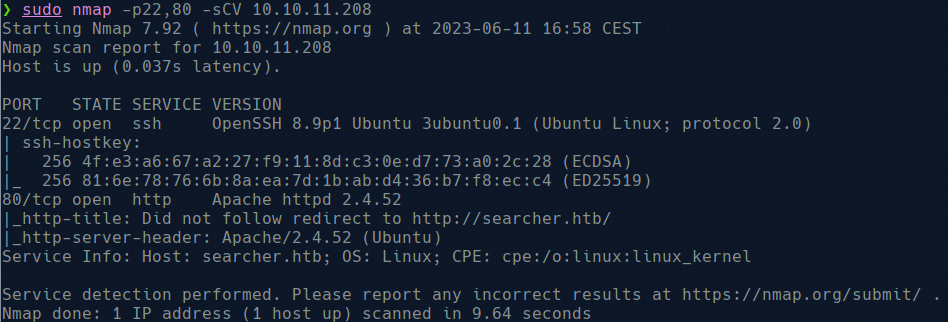 ❯ sudo nmap -p22,80 -sCV 10.10.11.208
Starting Nmap 7.92 ( https://nmap.org ) at 2023-06-11 16:58 CEST
Nmap scan report for 10.10.11.208
Host is up (0.037s latency).

PORT   STATE SERVICE VERSION
22/tcp open  ssh     OpenSSH 8.9p1 Ubuntu 3ubuntu0.1 (Ubuntu Linux; protocol 2.0)
| ssh-hostkey:
|   256 4f:e3:a6:67:a2:27:f9:11:8d:c3:0e:d7:73:a0:2c:28 (ECDSA)
|_  256 81:6e:78:76:6b:8a:ea:7d:1b:ab:d4:36:b7:f8:ec:c4 (ED25519)
80/tcp open  http    Apache httpd 2.4.52
|_http-title: Did not follow redirect to http://searcher.htb/
|_http-server-header: Apache/2.4.52 (Ubuntu)
Service Info: Host: searcher.htb; OS: Linux; CPE: cpe:/o:linux:linux_kernel

Service detection performed. Please report any incorrect results at https://nmap.org/submit/ .
Nmap done: 1 IP address (1 host up) scanned in 9.64 seconds